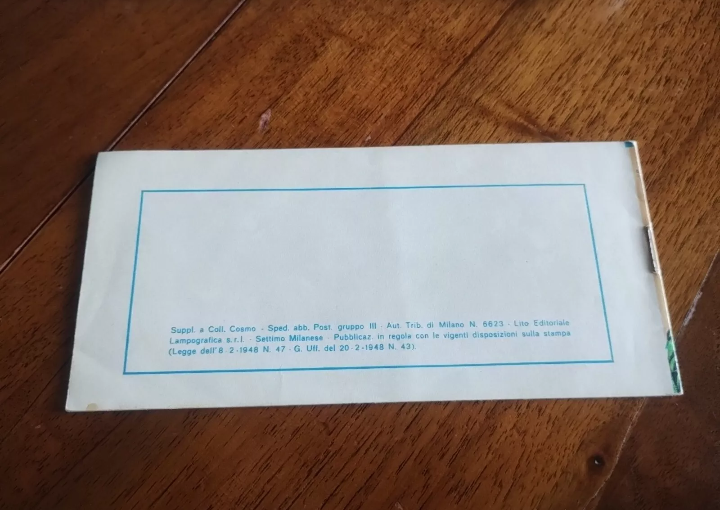 Suppl. a Coll. Cosmo - Sped. abb. Post. gruppo III - Aut. Trib. di Milano N. 6623 - Lito Editoriale
Lampografica s.r.l. - Settimo Milanese - Pubblicaz. in regola con le vigenti disposizioni sulla stampa
(Legge dell'8-2-1948 N. 47 - G. Uff. del 20-2-1948 N. 43).